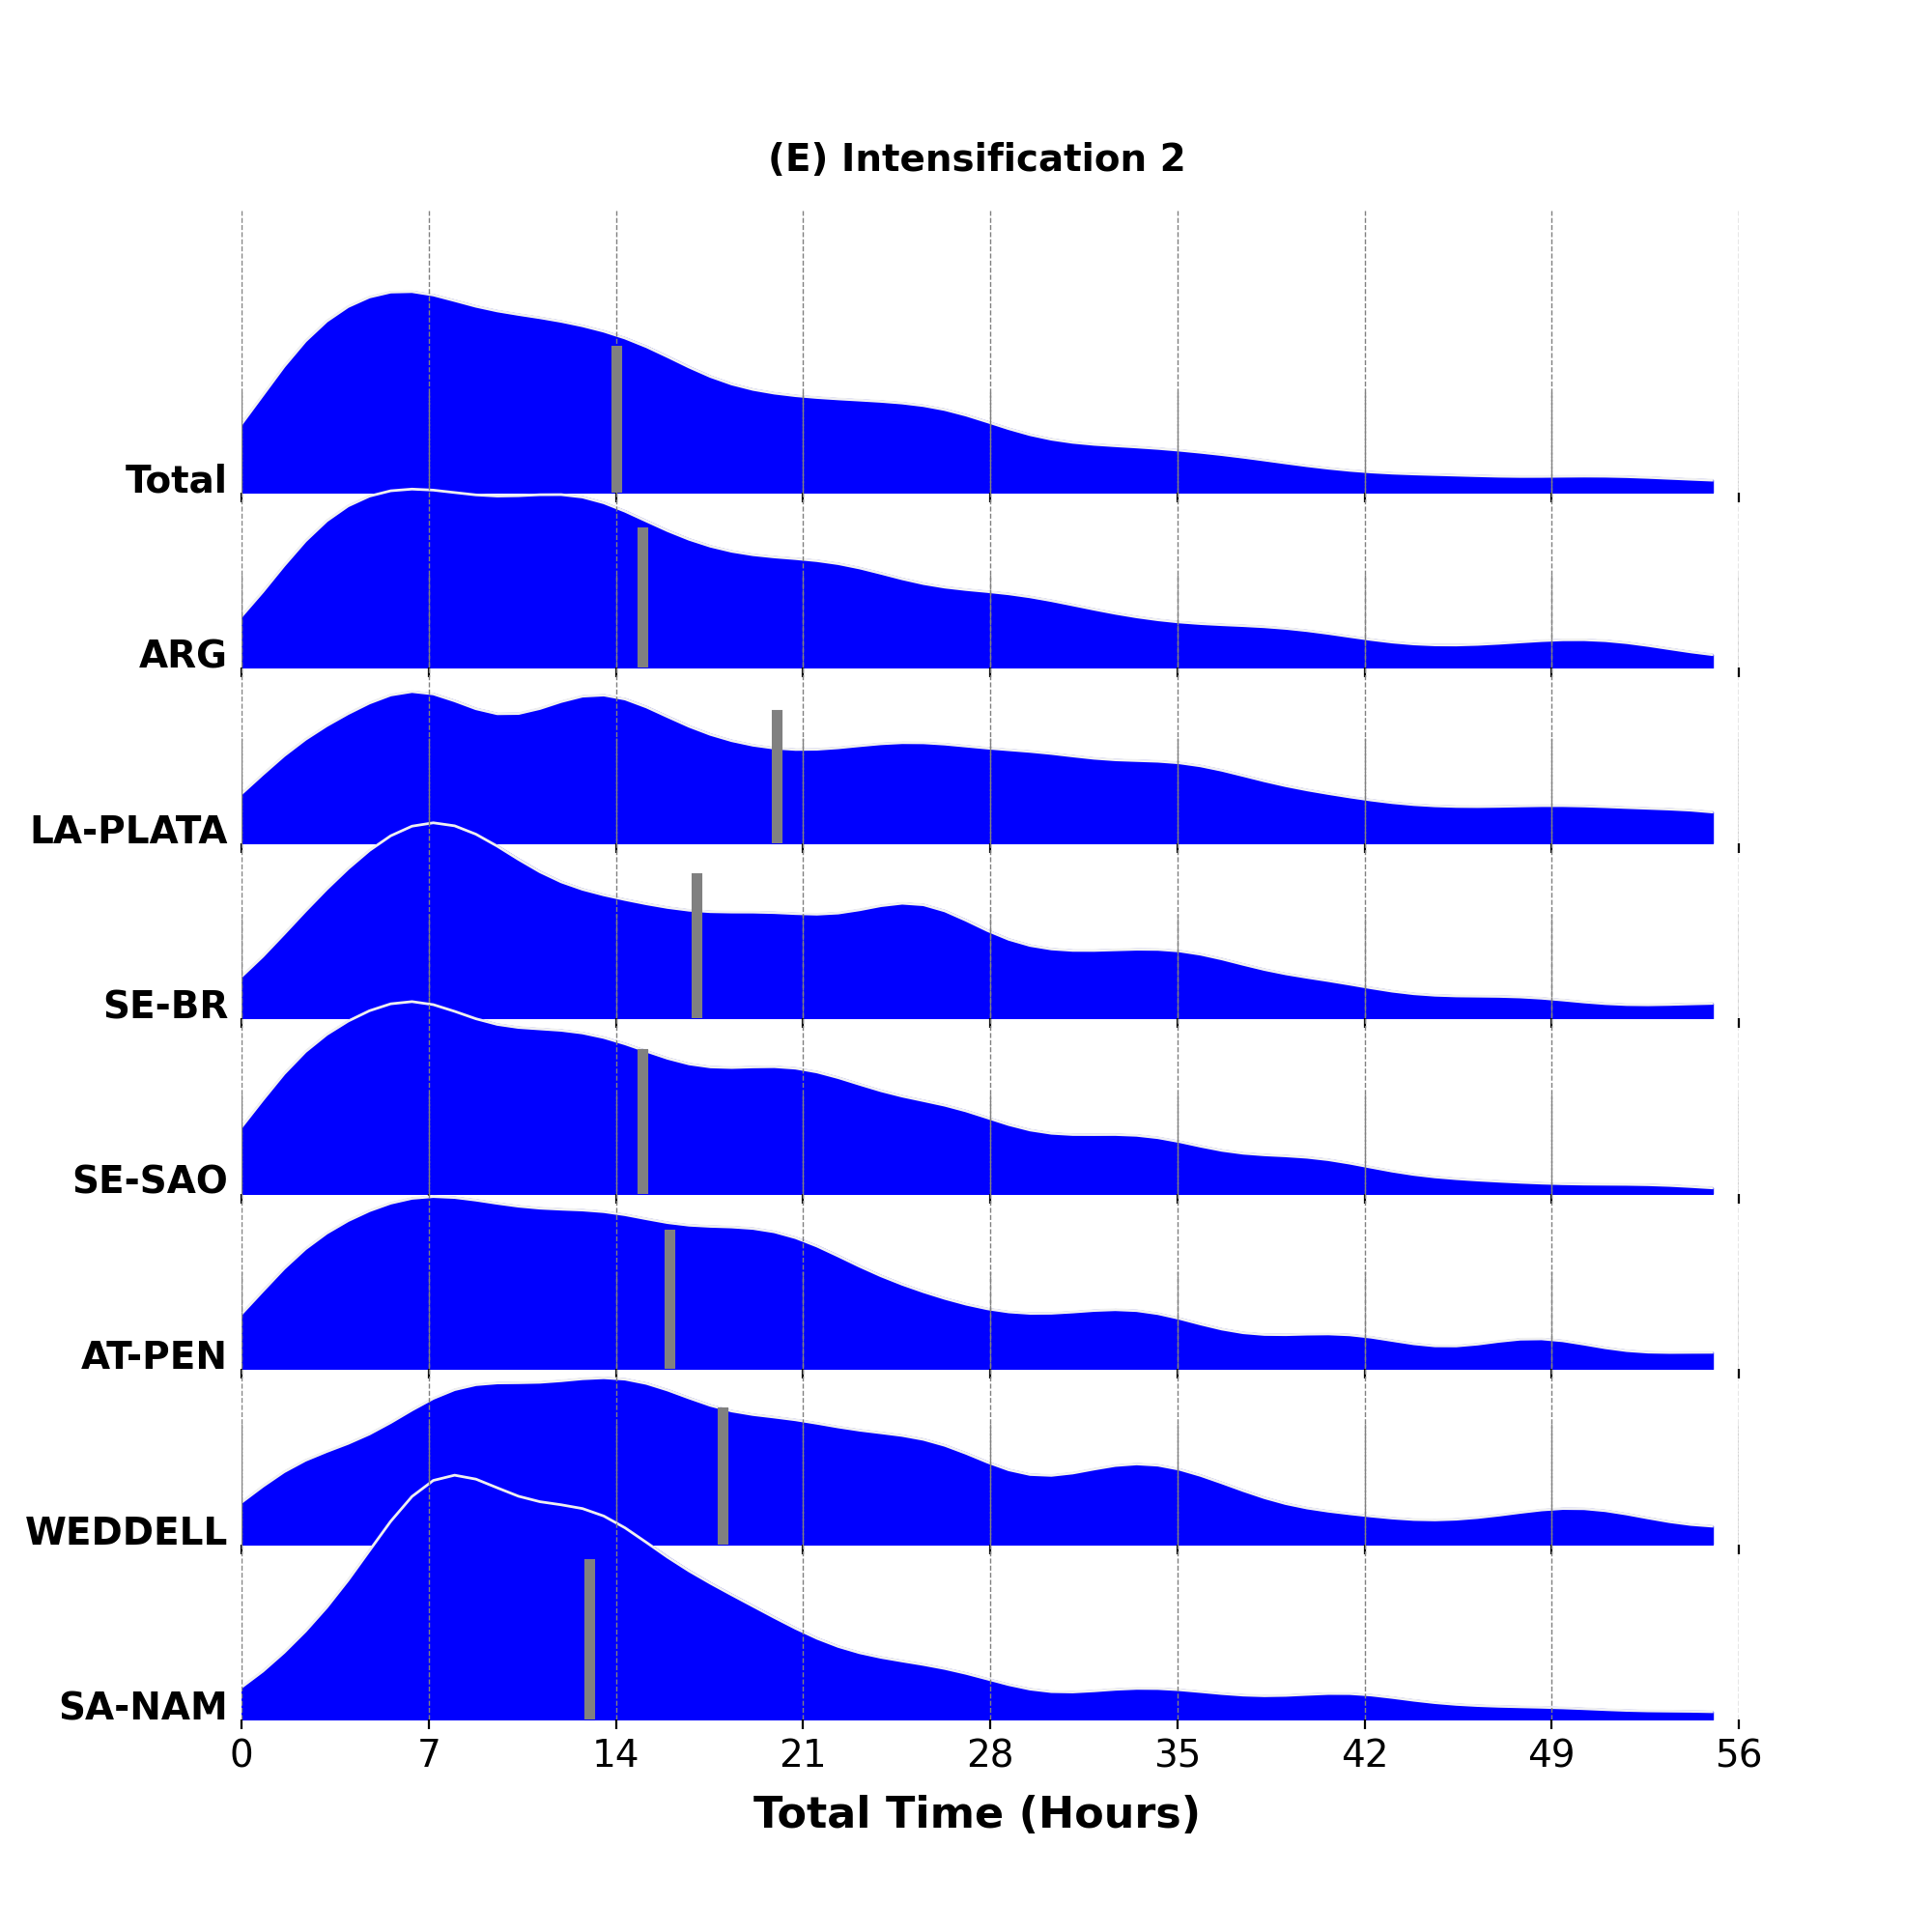 (E) Intensification 2
Total
ARG
LA-PLATA
SE-BR
SE-SAO
AT-PEN
WEDDELL
SA-NAM
0 7 14 21 28 35 42 49 56
Total Time (Hours)